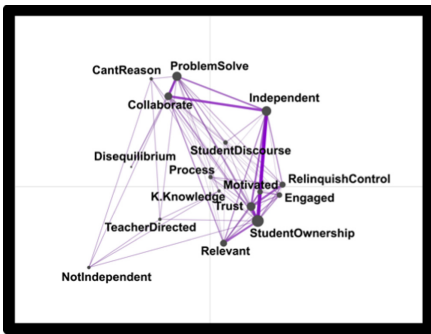 ProblemSolve
CantReason
Collaborate
Independent
StudentDiscourse
Disequilibrium
Process
RelinquishControl
Motivated
K.Knowledge
Engaged
Trust
TeacherDirected
StudentOwnership
Relevant
NotIndependent